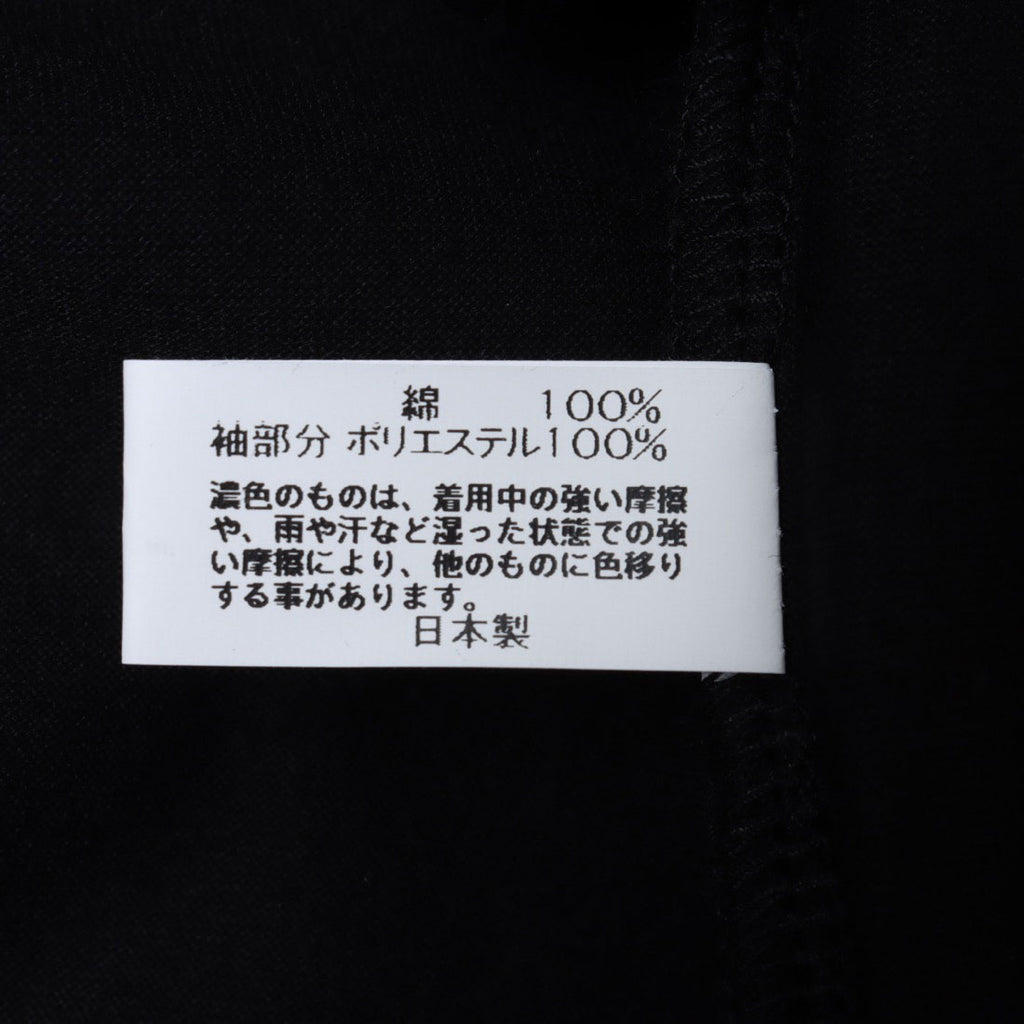 綿 100%
袖部分 ポリエステル100%
濃色のものは、着用中の強い摩擦
や、雨や汗など湿った状態での強
い摩擦により、他のものに色移り
する事があります。
日本製